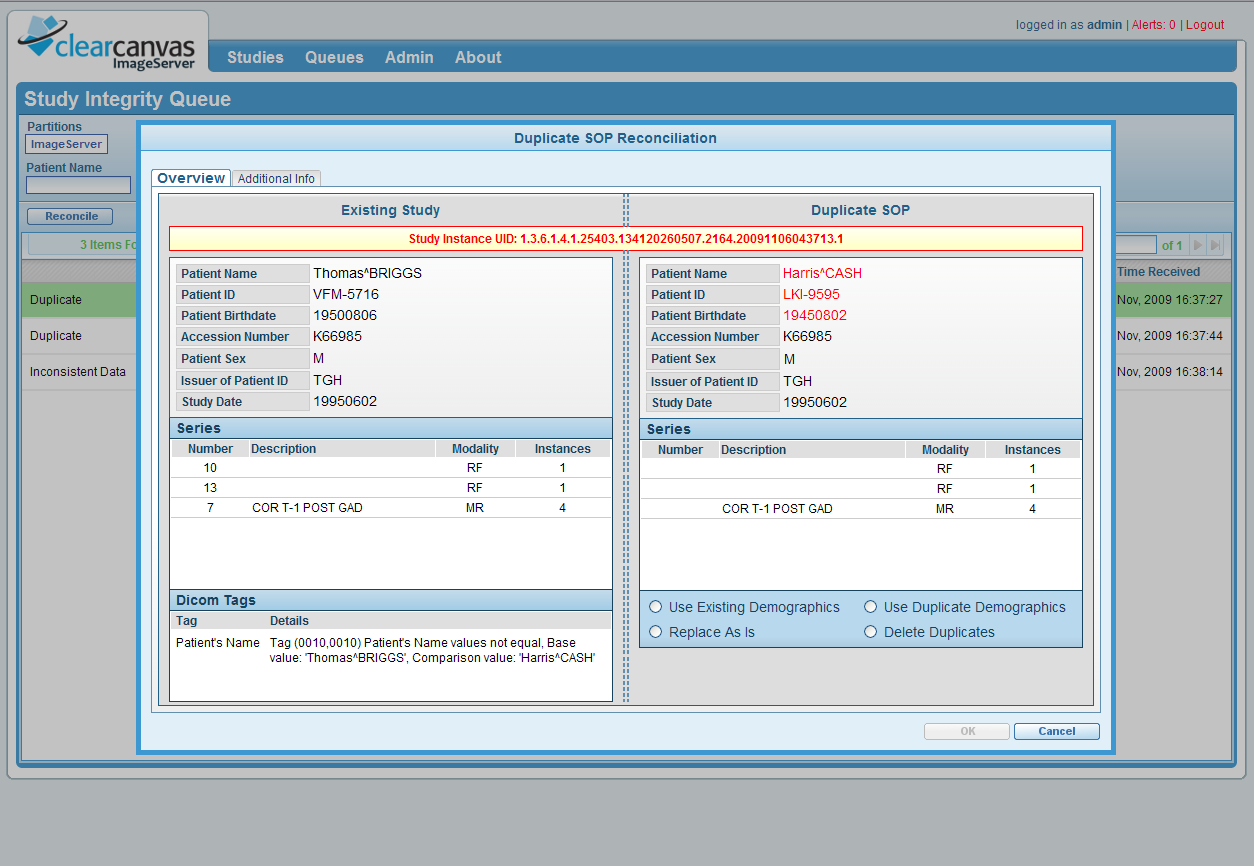 clearcanvas
ImageServer
logged in as admin | Alerts: 0 | Logout
Studies Queues Admin About
Study Integrity Queue
Partitions
ImageServer
Patient Name
Reconcile
3 Items
of 1
Time Received
Duplicate
Nov, 2009 16:37:27
Duplicate
Nov, 2009 16:37:44
Inconsistent Data
Nov, 2009 16:38:14
Duplicate SOP Reconciliation
Overview Additional Info
Existing Study
Duplicate SOP
Study Instance UID: 1.3.6.1.4.1.25403.134120260507.2164.20091106043713.1
Patient Name Thomas^BRIGGS
Patient ID VFM-5716
Patient Birthdate 19500806
Accession Number K66985
Patient Sex M
Issuer of Patient ID TGH
Study Date 19950602
Series
Number Description Modality Instances
10 RF 1
13 RF 1
7 COR T-1 POST GAD MR 4
Dicom Tags
Tag Details
Patient's Name Tag (0010,0010) Patient's Name values not equal, Base
value: 'Thomas^BRIGGS', Comparison value: 'Harris^CASH'
Patient Name Harris^CASH
Patient ID LKI-9595
Patient Birthdate 19450802
Accession Number K66985
Patient Sex M
Issuer of Patient ID TGH
Study Date 19950602
Series
Number Description Modality Instances
RF 1
RF 1
COR T-1 POST GAD MR 4
Use Existing Demographics Use Duplicate Demographics
Replace As Is Delete Duplicates
OK Cancel